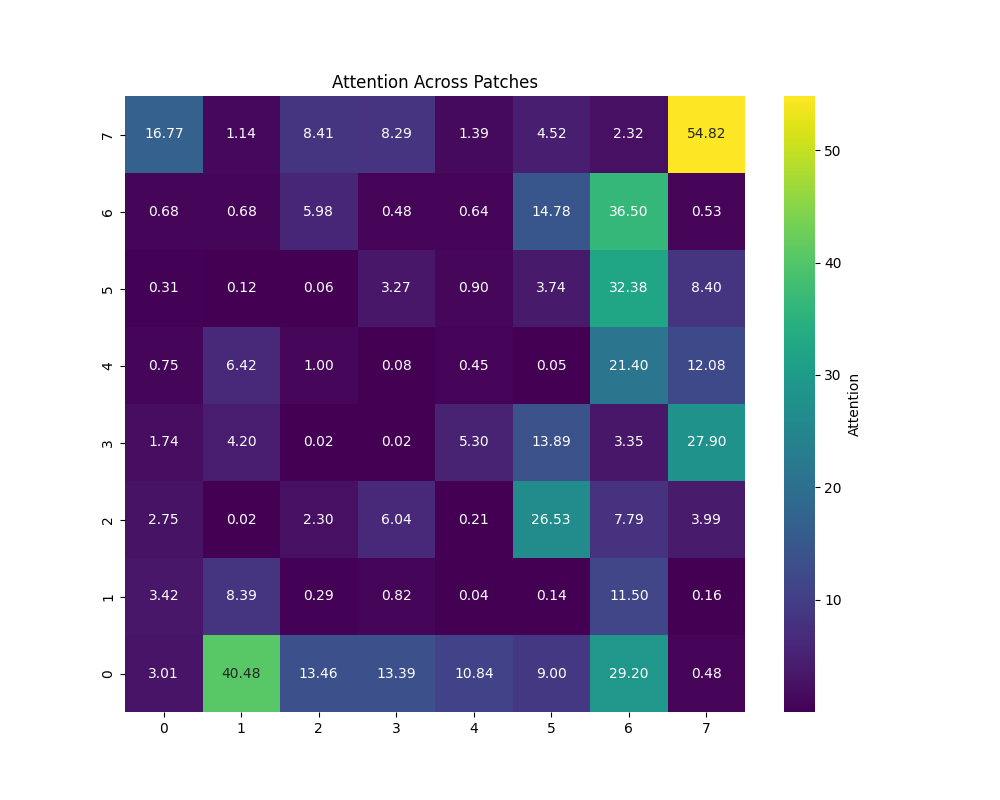 Attention Across Patches
7 16.77 1.14 8.41 8.29 1.39 4.52 2.32 54.82
6 0.68 0.68 5.98 0.48 0.64 14.78 36.50 0.53
5 0.31 0.12 0.06 3.27 0.90 3.74 32.38 8.40
4 0.75 6.42 1.00 0.08 0.45 0.05 21.40 12.08
3 1.74 4.20 0.02 0.02 5.30 13.89 3.35 27.90
2 2.75 0.02 2.30 6.04 0.21 26.53 7.79 3.99
1 3.42 8.39 0.29 0.82 0.04 0.14 11.50 0.16
0 3.01 40.48 13.46 13.39 10.84 9.00 29.20 0.48
0 1 2 3 4 5 6 7
50
40
30
20
10
Attention